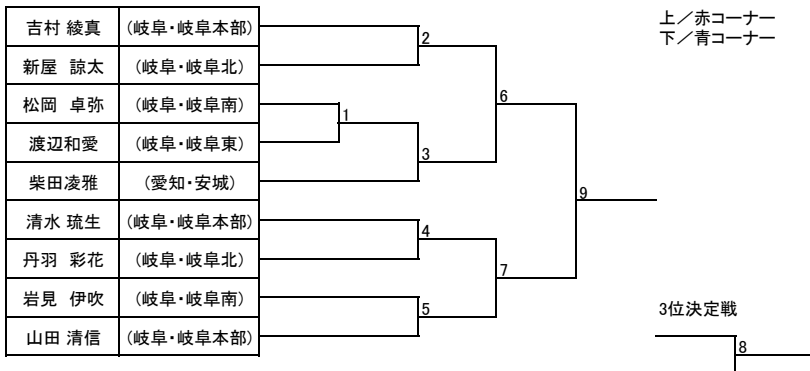 吉村 綾真 (岐阜・岐阜本部)
新屋 諒太 (岐阜・岐阜北)
松岡 卓弥 (岐阜・岐阜南)
渡辺和愛 (岐阜・岐阜東)
柴田凌雅 (愛知・安城)
清水 琉生 (岐阜・岐阜本部)
丹羽 彩花 (岐阜・岐阜北)
岩見 伊吹 (岐阜・岐阜南)
山田 清信 (岐阜・岐阜本部)
2
1
3
4
5
6
7
9
上／赤コーナー
下／青コーナー
3位決定戦
8